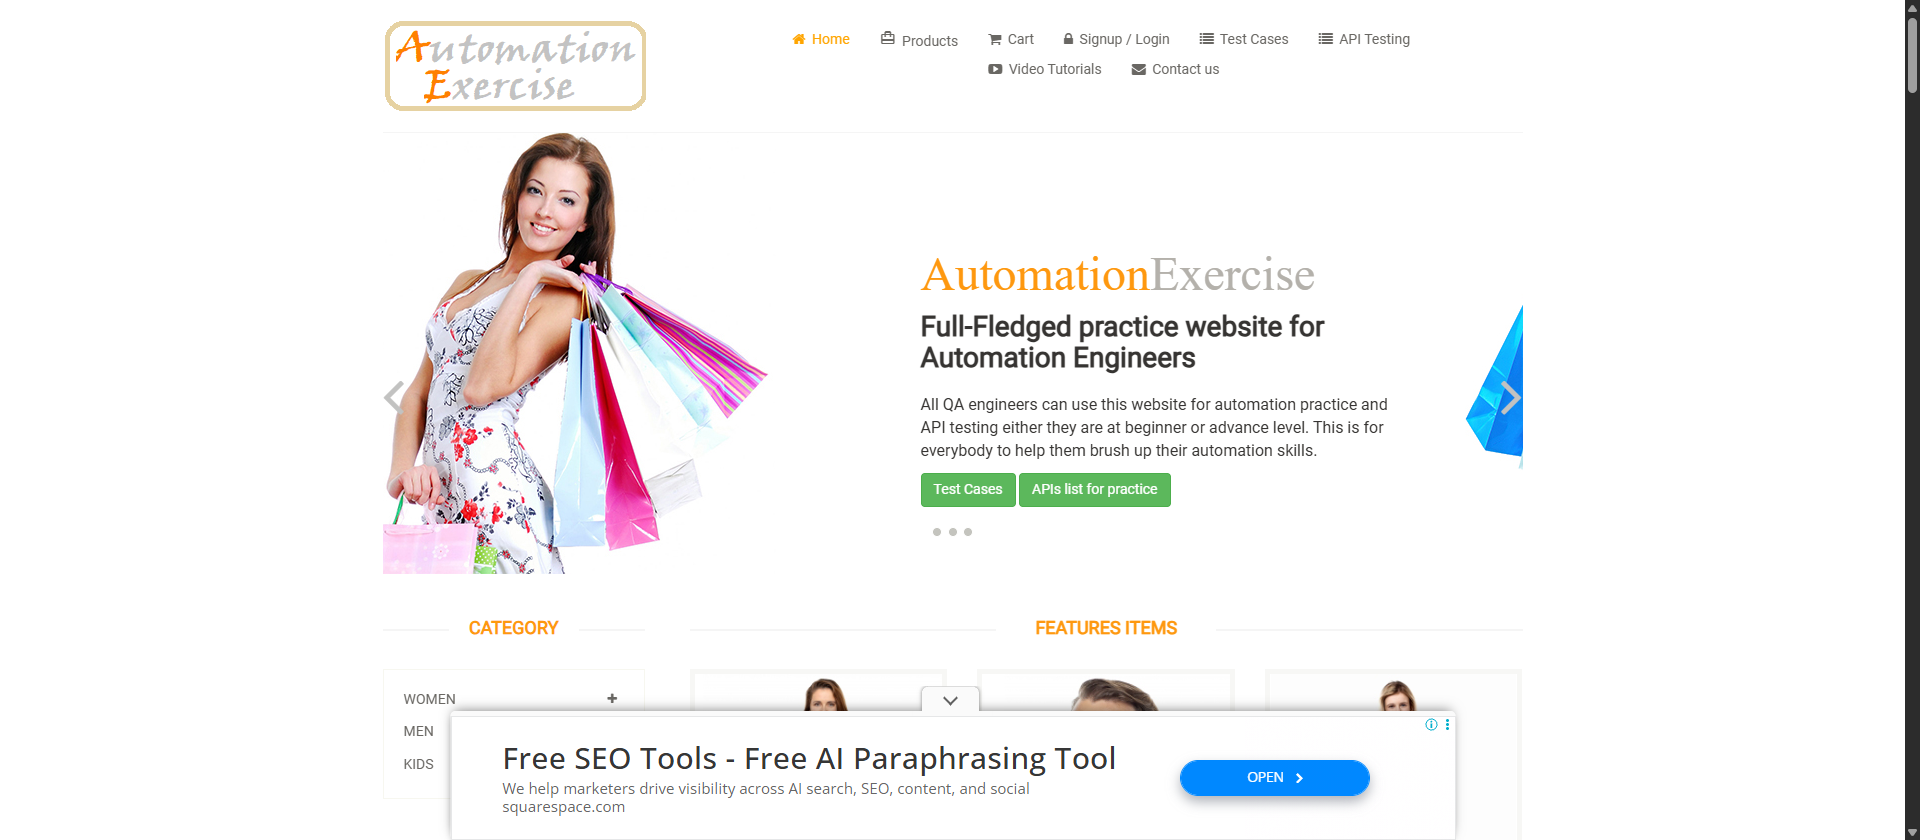 Automation
Exercise
Home Products Cart Signup / Login Test Cases API Testing
Video Tutorials Contact us
AutomationExercise
Full-Fledged practice website for
Automation Engineers
All QA engineers can use this website for automation practice and
API testing either they are at beginner or advance level. This is for
everybody to help them brush up their automation skills.
Test Cases APIs list for practice
CATEGORY
WOMEN
MEN
KIDS
FEATURES ITEMS
Free SEO Tools - Free AI Paraphrasing Tool
We help marketers drive visibility across AI search, SEO, content, and social
squarespace.com
OPEN